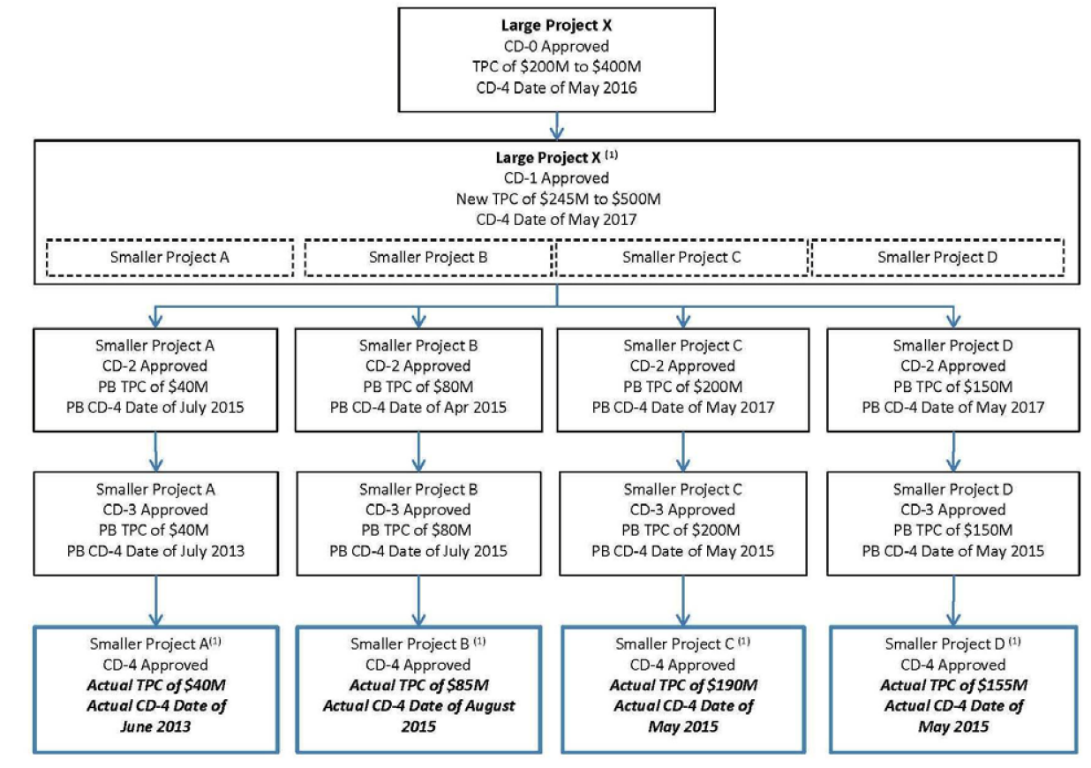 Large Project X
CD-0 Approved
TPC of $200M to $400M
CD-4 Date of May 2016
Large Project X (1)
CD-1 Approved
New TPC of $245M to $500M
CD-4 Date of May 2017
Smaller Project A
Smaller Project B
Smaller Project C
Smaller Project D
Smaller Project A
CD-2 Approved
PB TPC of $40M
PB CD-4 Date of July 2015
Smaller Project B
CD-2 Approved
PB TPC of $80M
PB CD-4 Date of Apr 2015
Smaller Project C
CD-2 Approved
PB TPC of $200M
PB CD-4 Date of May 2017
Smaller Project D
CD-2 Approved
PB TPC of $150M
PB CD-4 Date of May 2017
Smaller Project A
CD-3 Approved
PB TPC of $40M
PB CD-4 Date of July 2013
Smaller Project B
CD-3 Approved
PB TPC of $80M
PB CD-4 Date of July 2015
Smaller Project C
CD-3 Approved
PB TPC of $200M
PB CD-4 Date of May 2015
Smaller Project D
CD-3 Approved
PB TPC of $150M
PB CD-4 Date of May 2015
Smaller Project A(1)
CD-4 Approved
Actual TPC of $40M
Actual CD-4 Date of
June 2013
Smaller Project B (1)
CD-4 Approved
Actual TPC of $85M
Actual CD-4 Date of August
2015
Smaller Project C (1)
CD-4 Approved
Actual TPC of $190M
Actual CD-4 Date of
May 2015
Smaller Project D (1)
CD-4 Approved
Actual TPC of $155M
Actual CD-4 Date of
May 2015